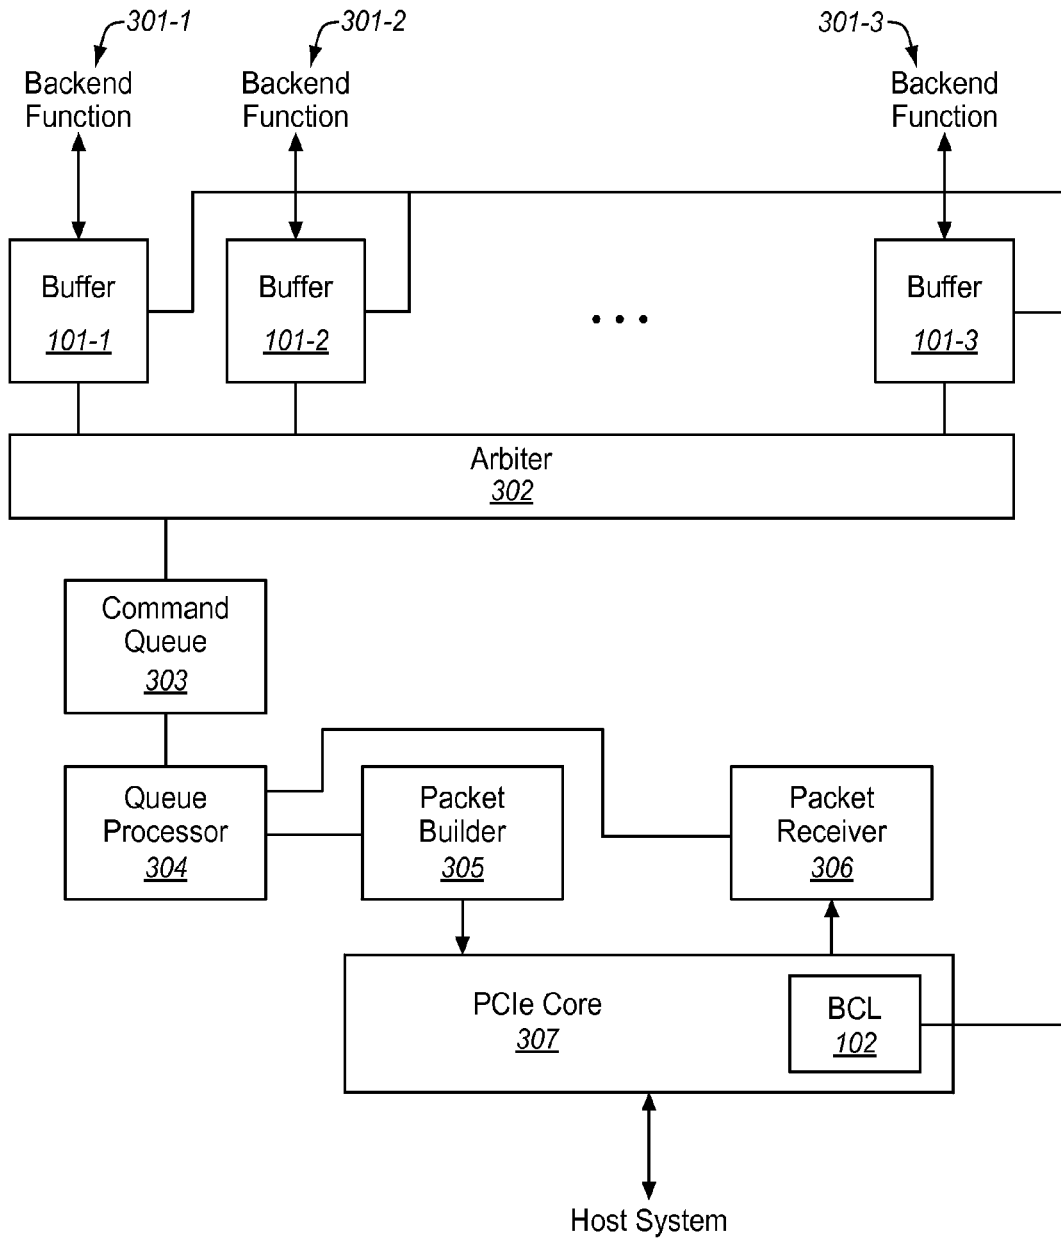 301-1
301-2
301-3
Backend
Function
Backend
Function
Backend
Function
Buffer
101-1
Buffer
101-2
Buffer
101-3
Arbiter
302
Command
Queue
303
Queue
Processor
304
Packet
Builder
305
Packet
Receiver
306
PCIe Core
307
BCL
102
Host System